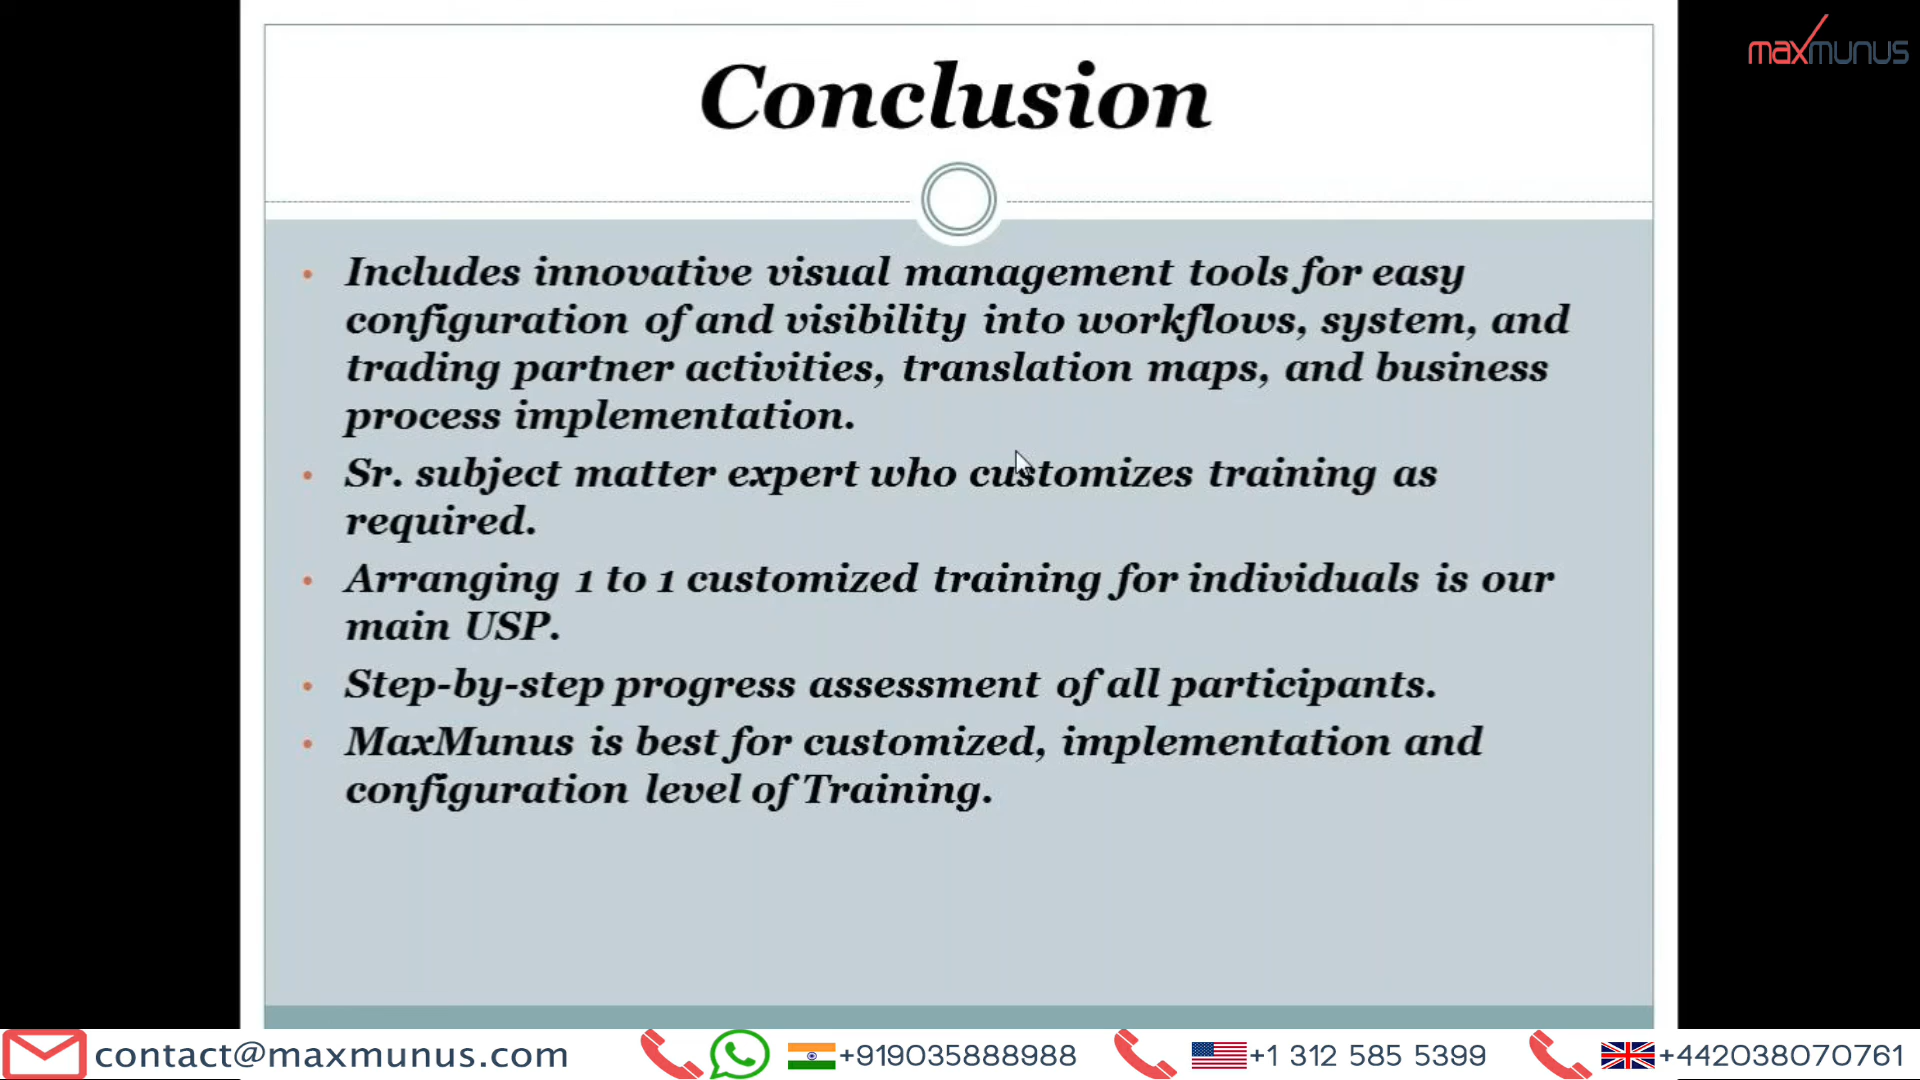 maxmunus
Conclusion
• Includes innovative visual management tools for easy
configuration of and visibility into workflows, system, and
trading partner activities, translation maps, and business
process implementation.
• Sr. subject matter expert who customizes training as
required.
• Arranging 1 to 1 customized training for individuals is our
main USP.
• Step-by-step progress assessment of all participants.
• MaxMunus is best for customized, implementation and
configuration level of Training.
contact@maxmunus.com +919035888988 +1 312 585 5399 +442038070761